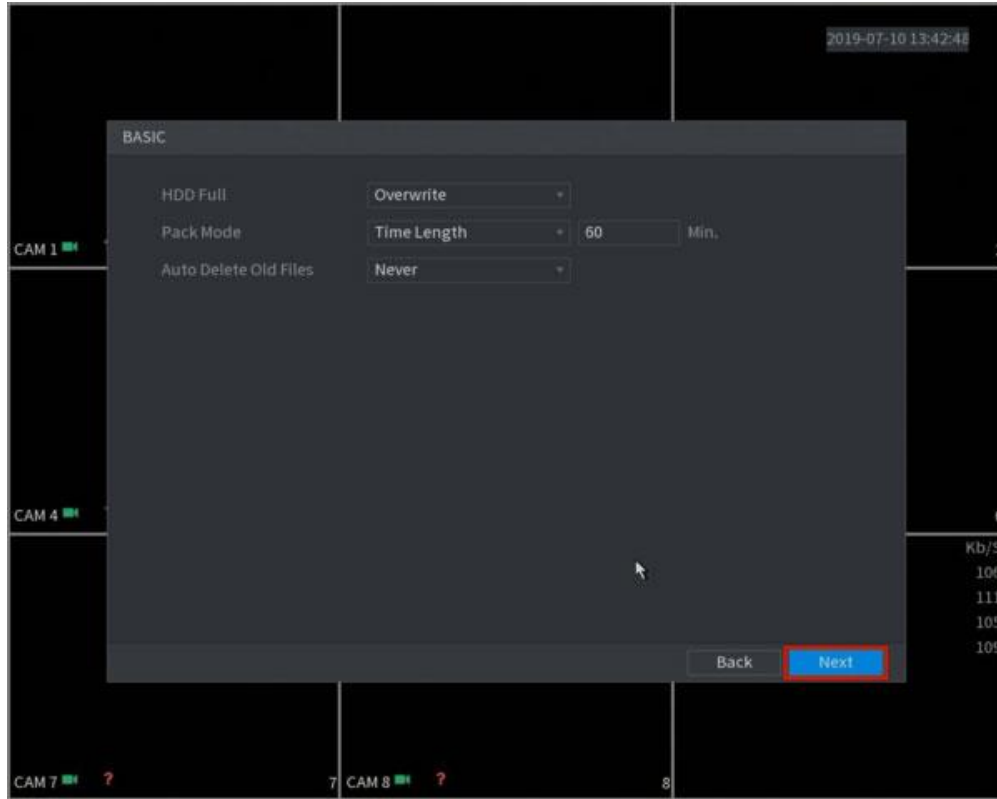 2019-07-10 13:42:48
BASIC
HDD Full Overwrite
Pack Mode Time Length 60 Min.
CAM 1
Auto Delete Old Files Never
CAM 4
Kb/S
Back Next
CAM 7 ? 7 CAM 8 ? 8